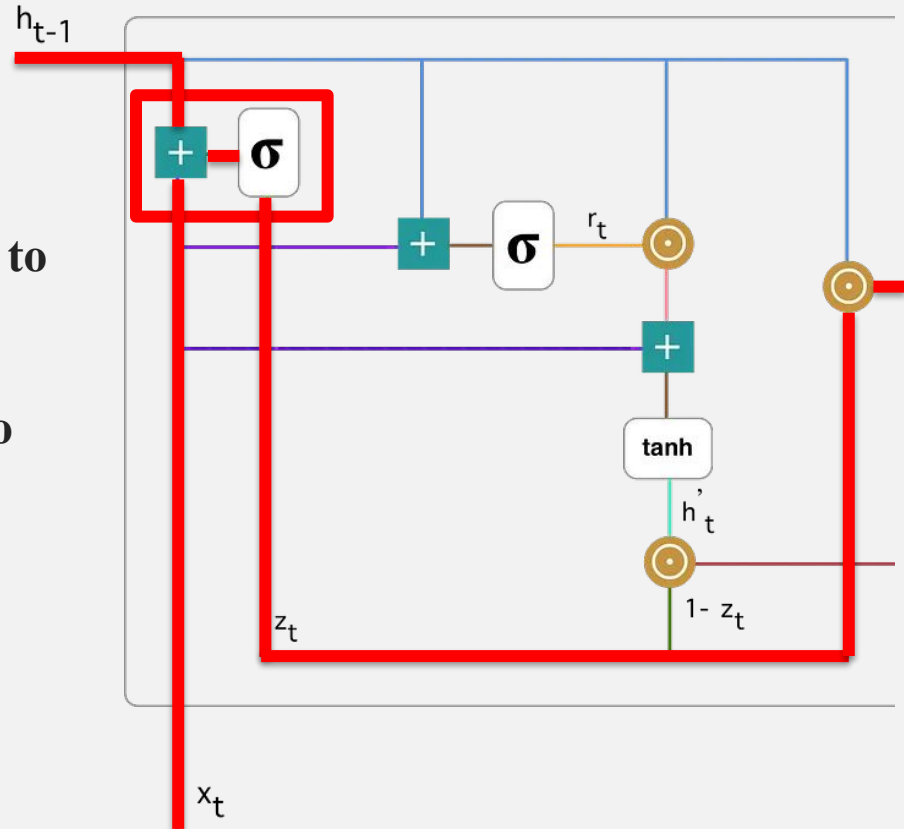 h_{t-1}
+ σ
to
+ σ r_t
+
o
tanh
h'_t
1- z_t
z_t
x_t